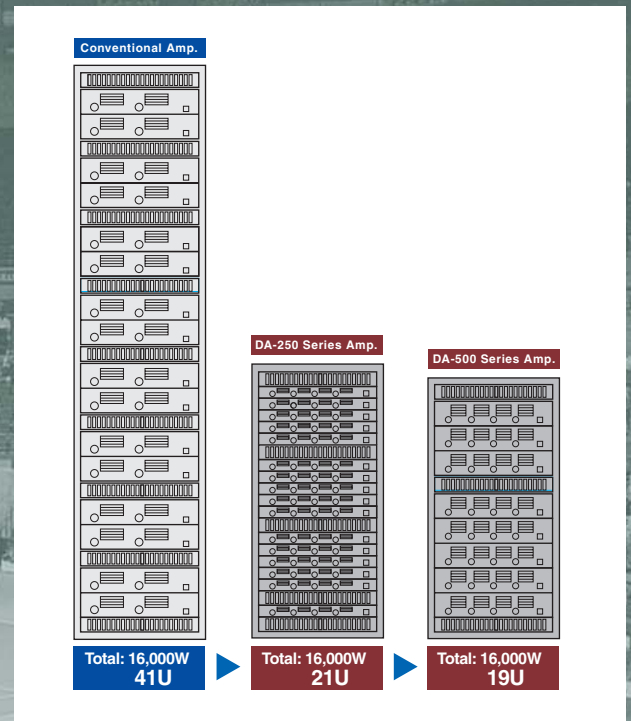 Conventional Amp.
DA-250 Series Amp.
DA-500 Series Amp.
Total: 16,000W
41U
Total: 16,000W
21U
Total: 16,000W
19U